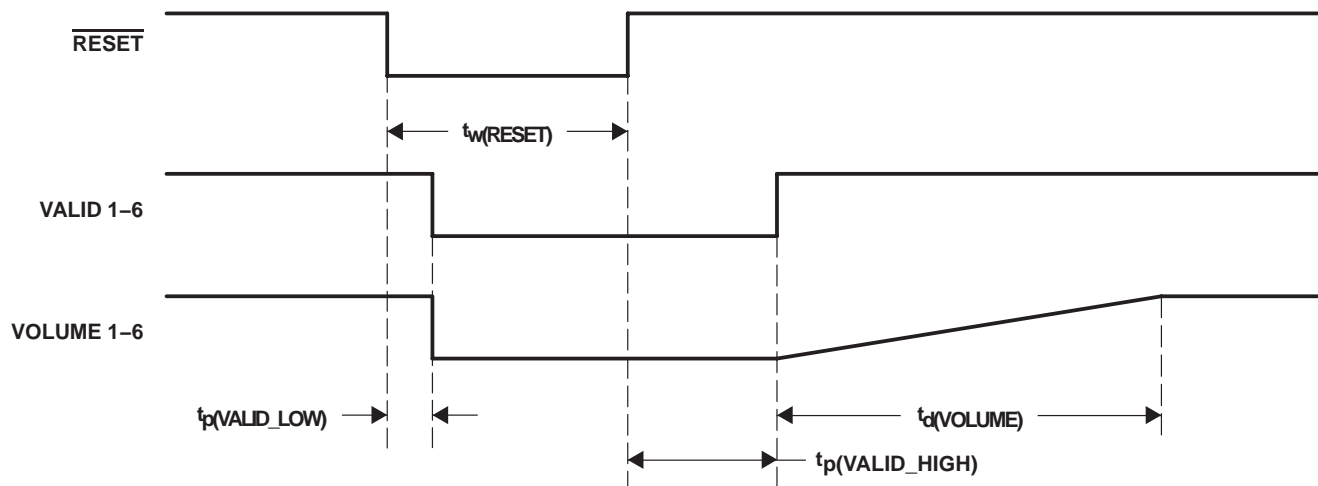 RESET
tw(RESET)
VALID 1–6
VOLUME 1–6
tp(VALID_LOW)
td(VOLUME)
tp(VALID_HIGH)